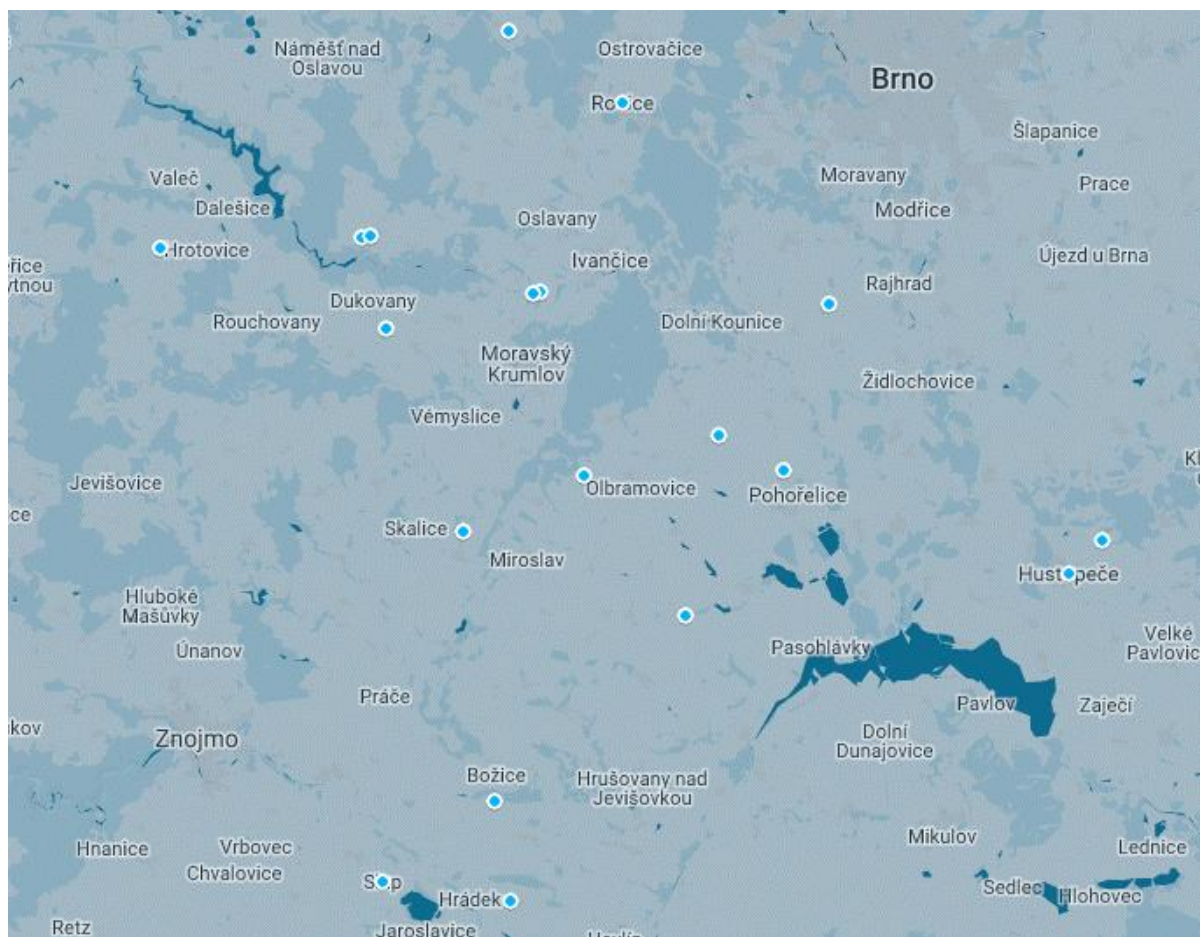 Náměšť nad
Oslavou
Ostrovačice
Brno
Šlapanice
Valeč
Moravany
Prace
Dalešice
Oslavany
Modřice
Hrotovice
Ivančice
Újezd u Brna
Rajhrad
Dukovany
Rouchovany
Dolní Kounice
Moravský
Krumlov
Židlochovice
Vémyslice
Jevišovice
Olbramovice
Pohořelice
Skalice
Miroslav
Hluboké
Mašůvky
Únanov
Pasohlávky
Velké
Práče
Pavlov
Zaječí
Znojmo
Dolní
Dunajovice
Božice
Hrušovany nad
Jevišovkou
Mikulov
Hnanice
Vrbovec
Lednice
Chvalovice
Sedlec
Hlohovec
Hrádek
Retz
Jaroslavice